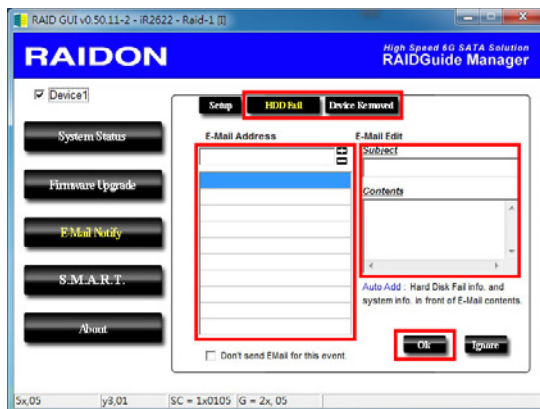 RAID GUI v0.50.11-2 - iR2622 - Raid-1 [I]
RAIDON
High Speed 6G SATA Solution
RAIDGuide Manager
Device1
System Status
Firmware Upgrade
E-Mail Notify
S.M.A.R.T.
About
Setup HDD Fail Device Removed
E-Mail Address
E-Mail Edit
Subject
Contents
Auto Add : Hard Disk Fail info. and
system info. in front of E-Mail contents.
Don't send EMail for this event.
Ok Ignore
Sx,05 y3,01 SC = 1x0105 G = 2x, 05